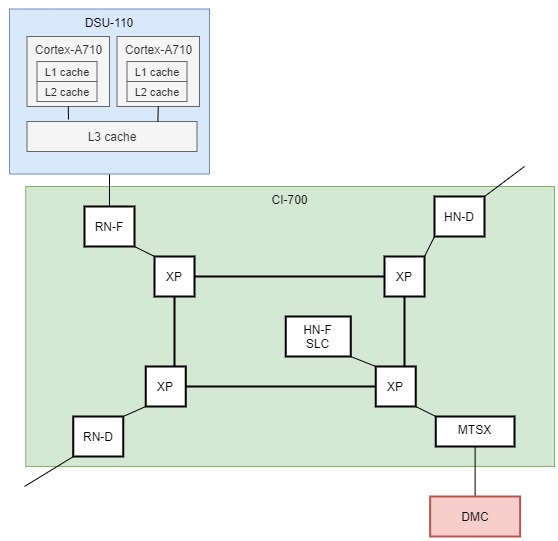 DSU-110
Cortex-A710
Cortex-A710
L1 cache
L1 cache
L2 cache
L2 cache
L3 cache
CI-700
RN-F
HN-D
XP
XP
HN-F
SLC
XP
XP
RN-D
MTSX
DMC